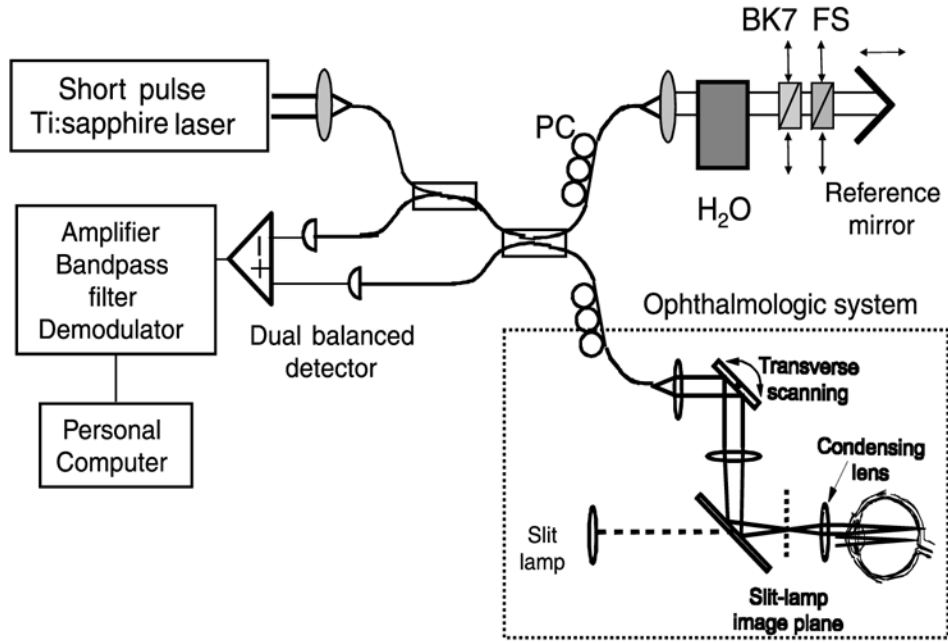 BK7 FS
Short pulse
Ti:sapphire laser
PC
H₂O
Reference
mirror
Amplifier
Bandpass
filter
Demodulator
−
+
Dual balanced
detector
Personal
Computer
Ophthalmologic system
Transverse
scanning
Condensing
lens
Slit
lamp
Slit-lamp
image plane